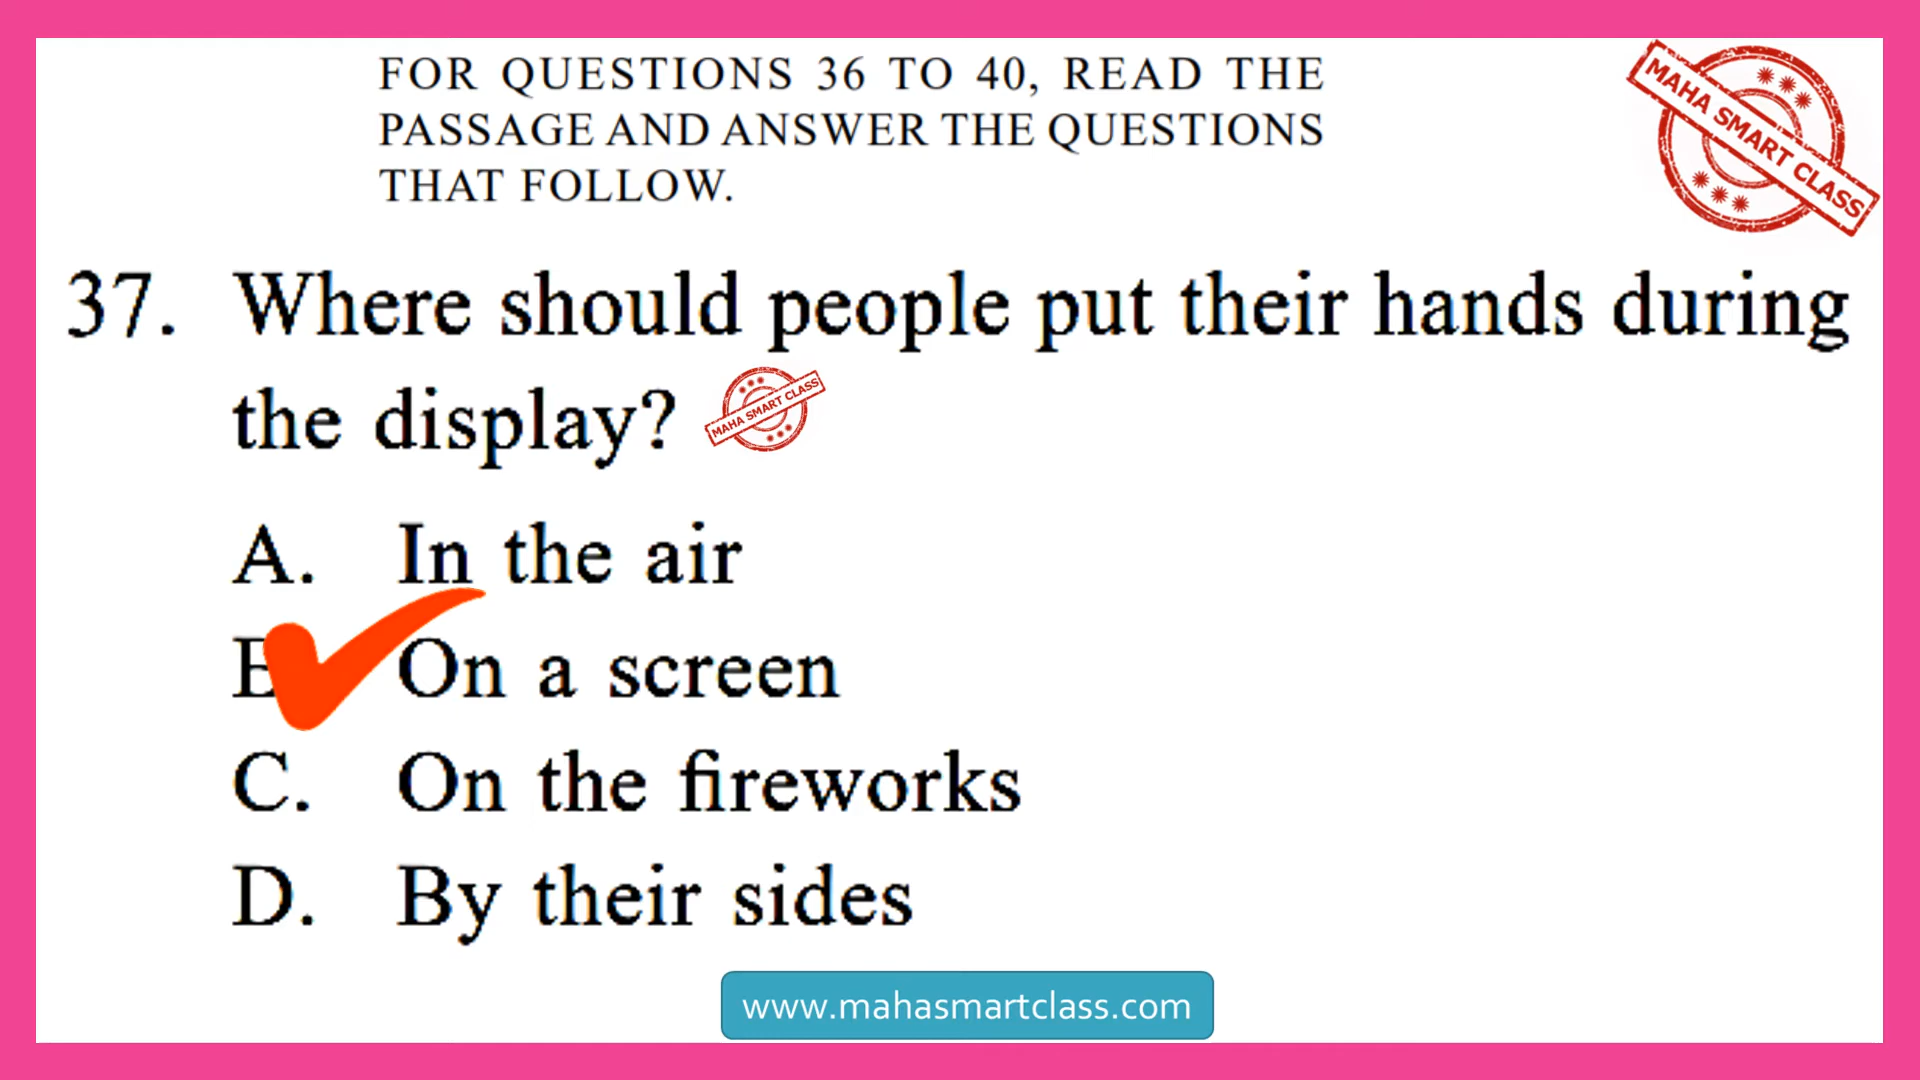 FOR QUESTIONS 36 TO 40, READ THE
PASSAGE AND ANSWER THE QUESTIONS
THAT FOLLOW.
MAHA SMART CLASS
37. Where should people put their hands during
the display?
MAHA SMART CLASS
A. In the air
B On a screen
C. On the fireworks
D. By their sides
www.mahasmartclass.com